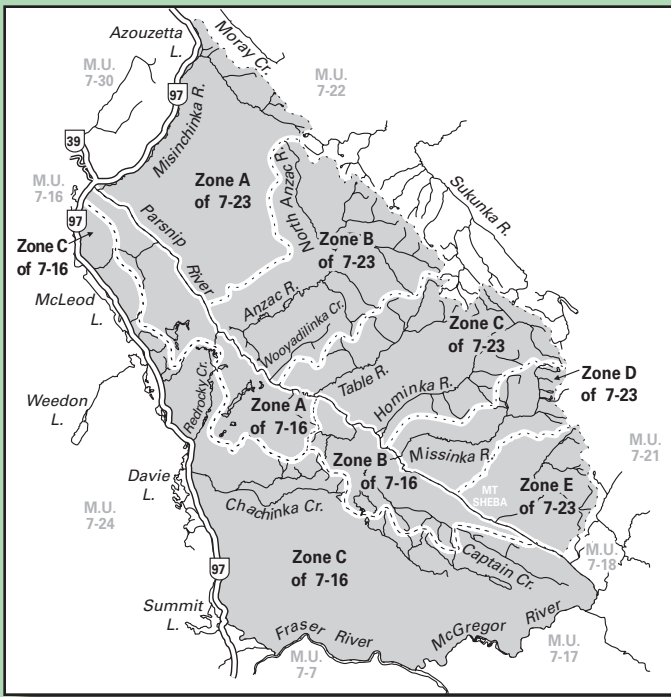 Azouzetta
L.
Moray Cr.
M.U.
7-30
M.U.
7-22
97
Misinchinka R.
39
M.U.
7-16
Zone A
of 7-23
North Anzac R.
Sukunka R.
97
Parsnip
River
Zone C
of 7-16
Zone B
of 7-23
McLeod
L.
Anzac R.
Wooyadilinka Cr.
Zone C
of 7-23
Table R.
Zone D
of 7-23
Redrocky Cr.
Hominka R.
Weedon
L.
Zone A
of 7-16
Missinka R.
M.U.
7-21
Zone B
of 7-16
Davie
L.
MT
SHEBA
Zone E
of 7-23
M.U.
7-24
Chachinka Cr.
M.U.
7-18
97
Zone C
of 7-16
Captain Cr.
Summit
L.
Fraser River
McGregor River
M.U.
7-7
M.U.
7-17